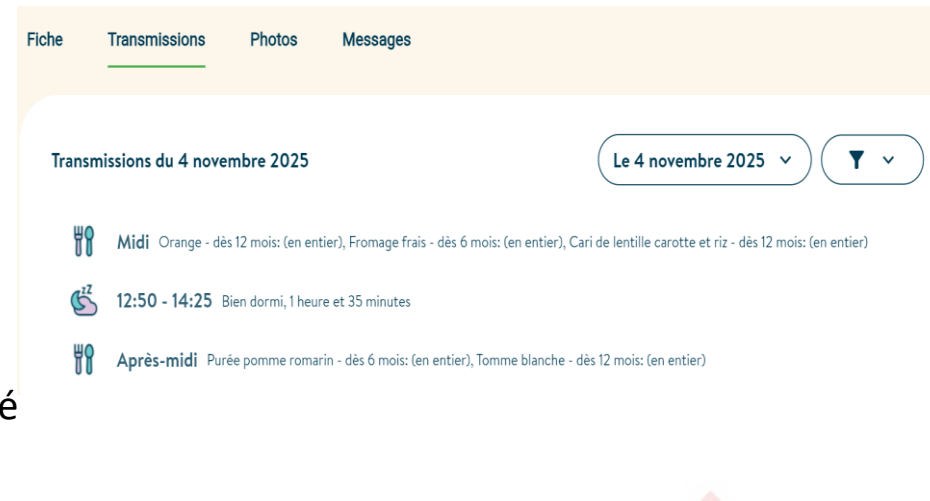 Fiche Transmissions Photos Messages
Transmissions du 4 novembre 2025 Le 4 novembre 2025
Midi Orange - dès 12 mois: (en entier), Fromage frais - dès 6 mois: (en entier), Cari de lentille carotte et riz - dès 12 mois: (en entier)
zZ
12:50 - 14:25 Bien dormi, 1 heure et 35 minutes
Après-midi Purée pomme romarin - dès 6 mois: (en entier), Tomme blanche - dès 12 mois: (en entier)
é